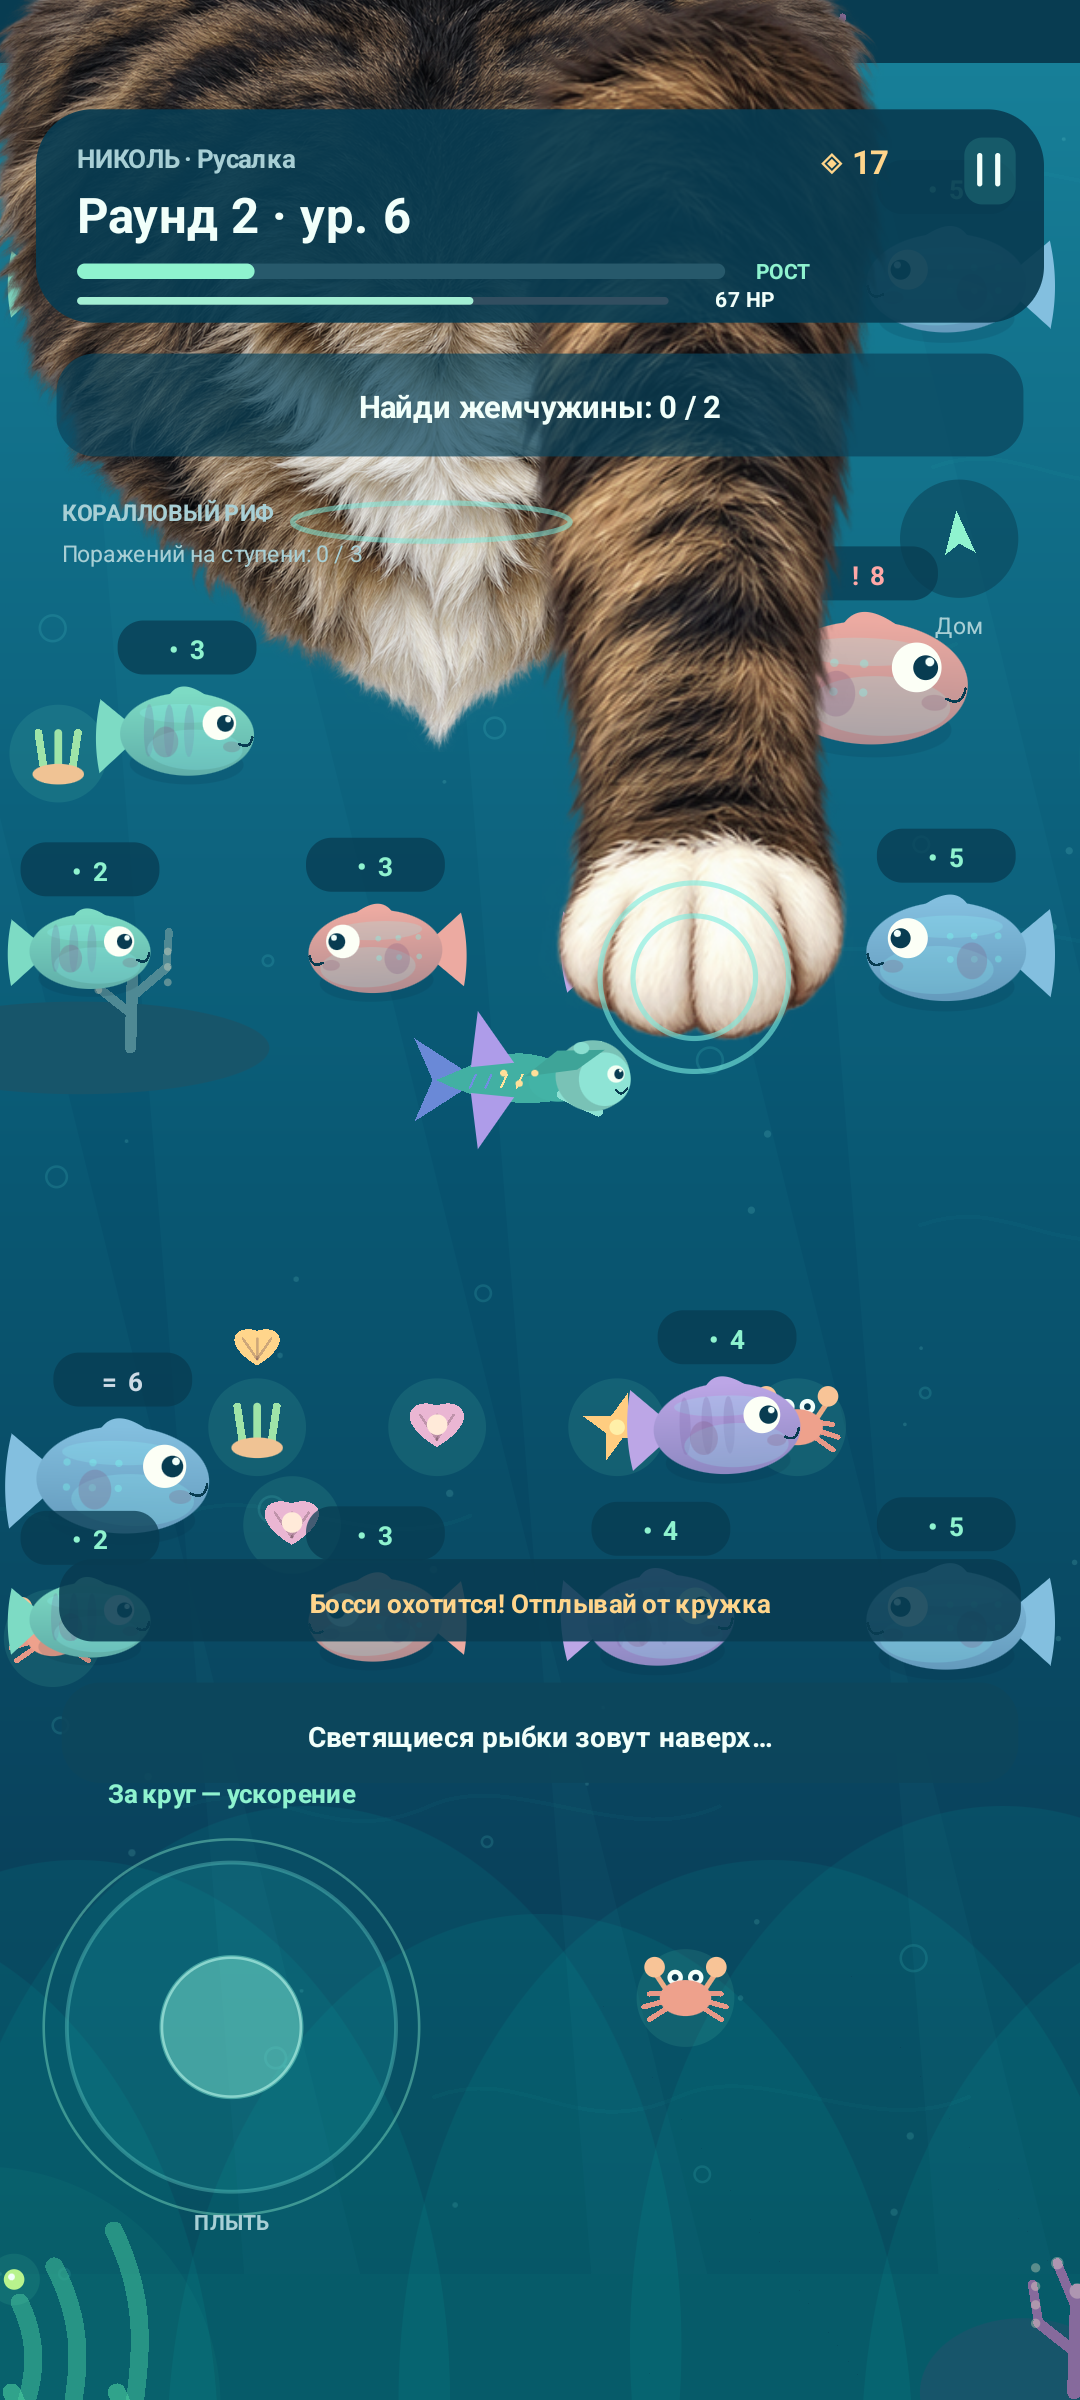 НИКОЛЬ · Русалка
17
Раунд 2 · ур. 6
РОСТ
67 HP
Найди жемчужины: 0 / 2
КОРАЛЛОВЫЙ РИФ
Поражений на ступени: 0 / 3
! 8
Дом
• 3
• 2
• 3
• 5
• 4
= 6
• 2
• 3
• 4
• 5
Босси охотится! Отплывай от кружка
Светящиеся рыбки зовут наверх...
За круг — ускорение
ПЛЫТЬ